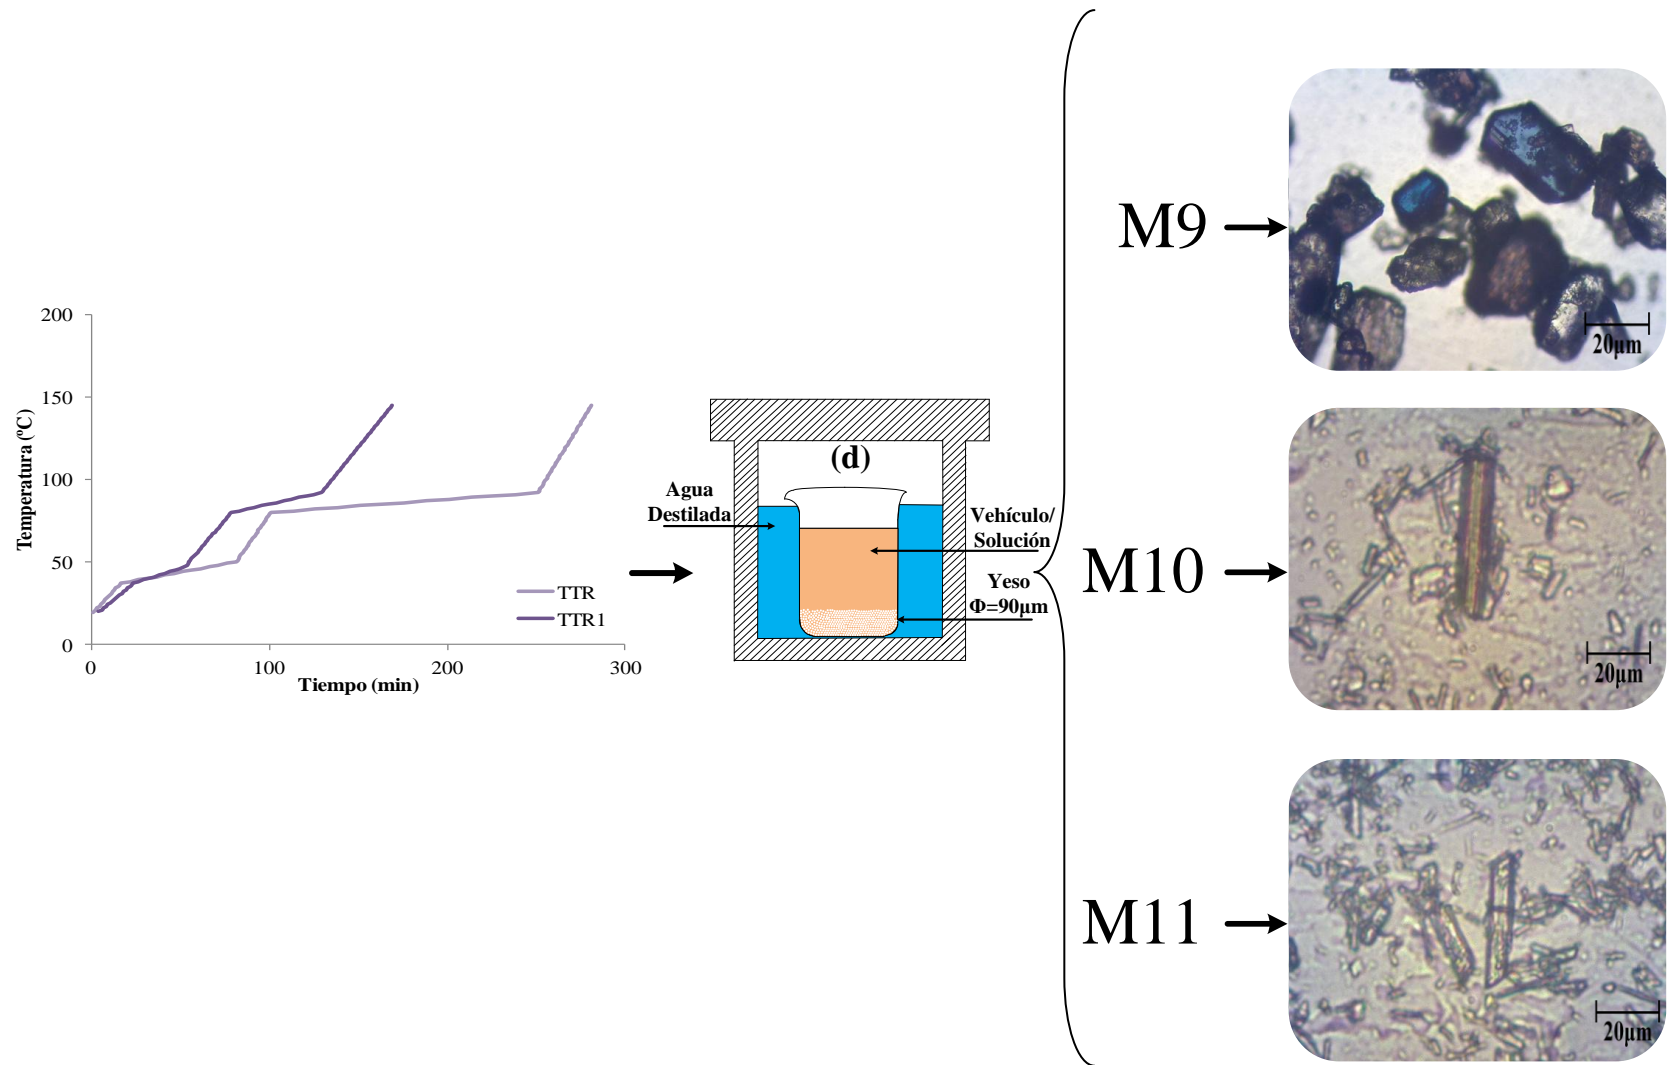 200
150
100
50
0
Temperatura (ºC)
0
100
200
300
Tiempo (min)
TTR
TTR1
(d)
Agua
Destilada
Vehículo/
Solución
Yeso
Φ=90µm
M9
20µm
M10
20µm
M11
20µm